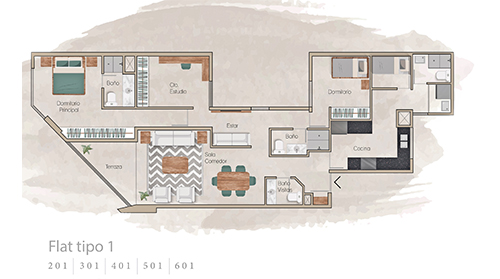 Baño
Cto.
Estudio
Dormitorio
Principal
Dormitorio
Estar
Baño
Cocina
Sala
Comedor
Terraza
Baño
Visitas
Flat tipo 1
201 | 301 | 401 | 501 | 601